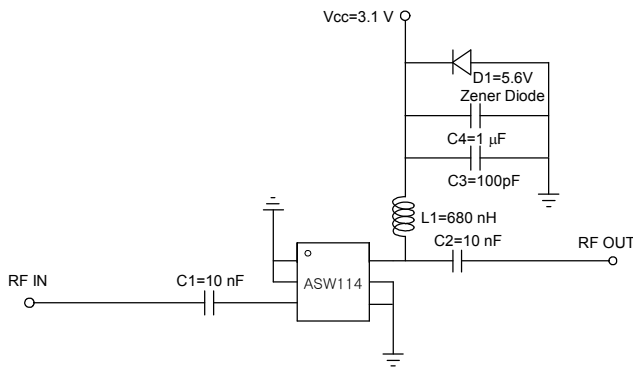 Vcc=3.1 V
D1=5.6V
Zener Diode
C4=1 μF
C3=100pF
L1=680 nH
C2=10 nF
RF OUT
RF IN
C1=10 nF
ASW114